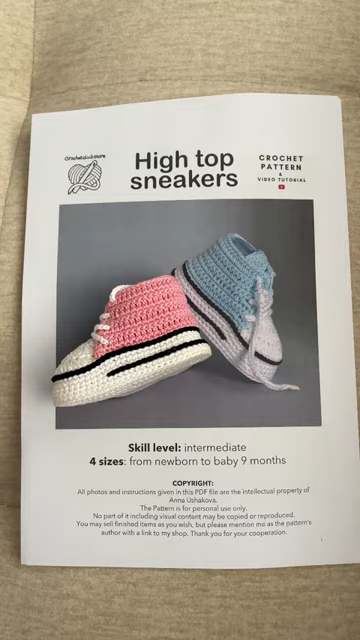 High top
sneakers
CROCHET
PATTERN
&
VIDEO TUTORIAL
Skill level: intermediate
4 sizes: from newborn to baby 9 months
COPYRIGHT:
All photos and instructions given in this PDF file are the intellectual property of
Anna Ushakova.
The Pattern is for personal use only.
No part of it including visual content may be copied or reproduced.
You may sell finished items as you wish, but please mention me as the pattern's
author with a link to my shop. Thank you for your cooperation.